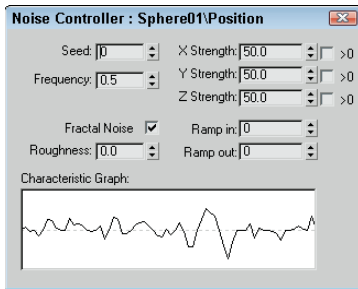 Noise Controller : Sphere01\Position
Seed: 0 X Strength: 50.0 >0
Frequency: 0.5 Y Strength: 50.0 >0
Z Strength: 50.0 >0
Fractal Noise Ramp in: 0
Roughness: 0.0 Ramp out: 0
Characteristic Graph: